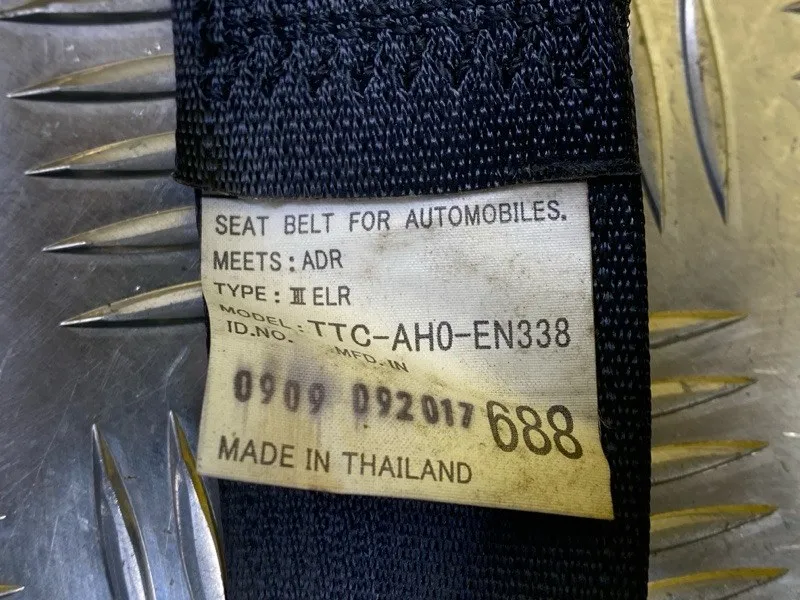 SEAT BELT FOR AUTOMOBILES.
MEETS: ADR
TYPE: Ⅲ ELR
MODEL: TTC-AH0-EN338
ID.NO. MFD.IN
0909 092017 688
MADE IN THAILAND